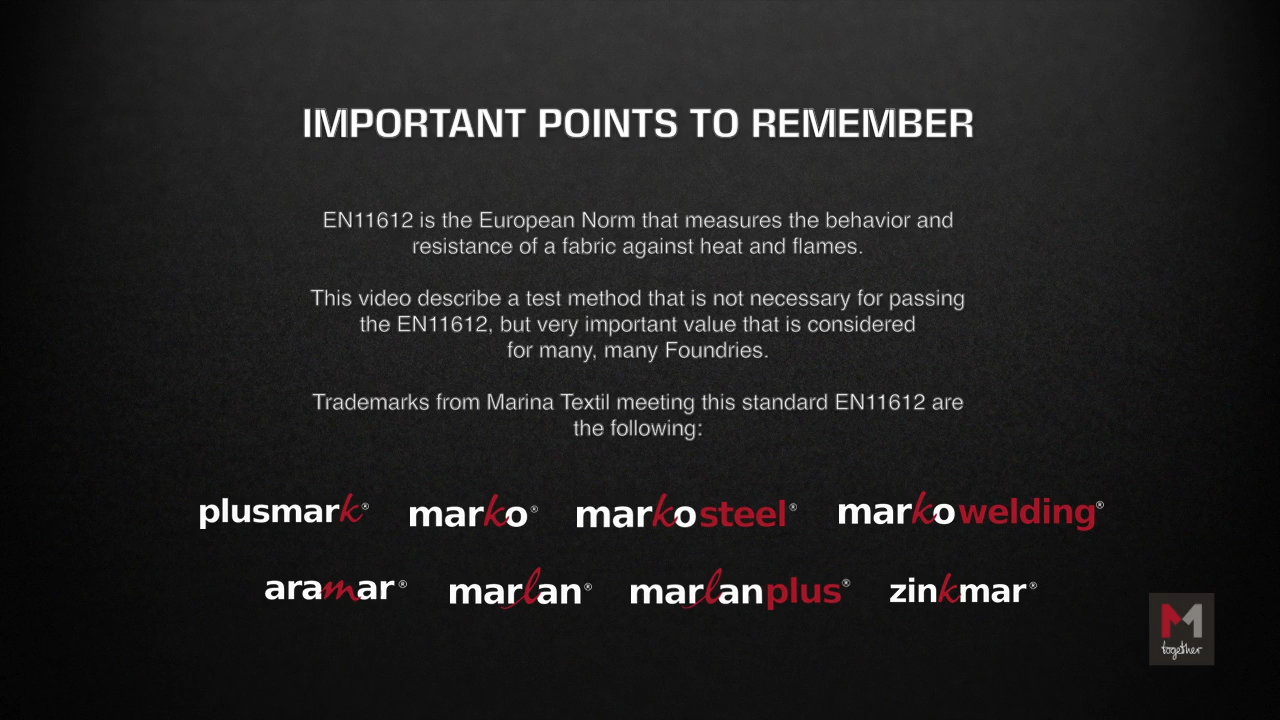 IMPORTANT POINTS TO REMEMBER
EN11612 is the European Norm that measures the behavior and
resistance of a fabric against heat and flames.
This video describe a test method that is not necessary for passing
the EN11612, but very important value that is considered
for many, many Foundries.
Trademarks from Marina Textil meeting this standard EN11612 are
the following:
plusmark® marko® markosteel® markowelding®
aramar® marlan® marlanplus® zinkmar®
M
together